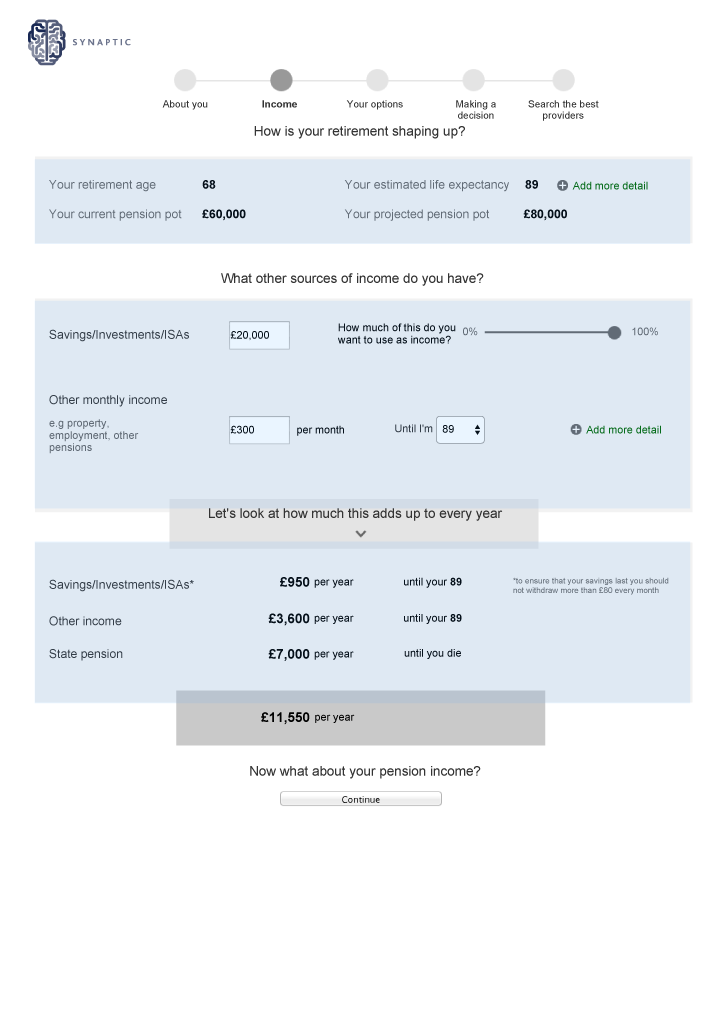 SYNAPTIC
About you
Income
Your options
Making a
decision
Search the best
providers
How is your retirement shaping up?
Your retirement age 68 Your estimated life expectancy 89 Add more detail
Your current pension pot £60,000 Your projected pension pot £80,000
What other sources of income do you have?
Savings/Investments/ISAs £20,000
How much of this do you
want to use as income?
0% 100%
Other monthly income
e.g property,
employment, other
pensions
£300 per month Until I'm 89 Add more detail
Let's look at how much this adds up to every year
Savings/Investments/ISAs* £950 per year until your 89
*to ensure that your savings last you should
not withdraw more than £80 every month
Other income £3,600 per year until your 89
State pension £7,000 per year until you die
£11,550 per year
Now what about your pension income?
Continue